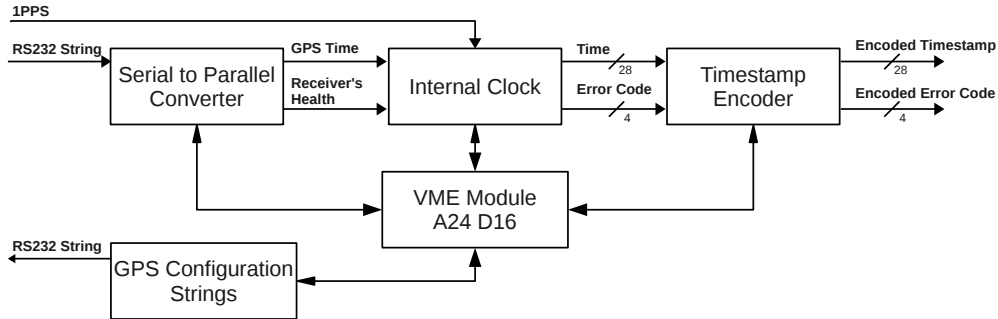 1PPS
RS232 String
Serial to Parallel
Converter
GPS Time
Receiver's
Health
Internal Clock
Time
28
Error Code
4
Timestamp
Encoder
Encoded Timestamp
28
Encoded Error Code
4
VME Module
A24 D16
RS232 String
GPS Configuration
Strings